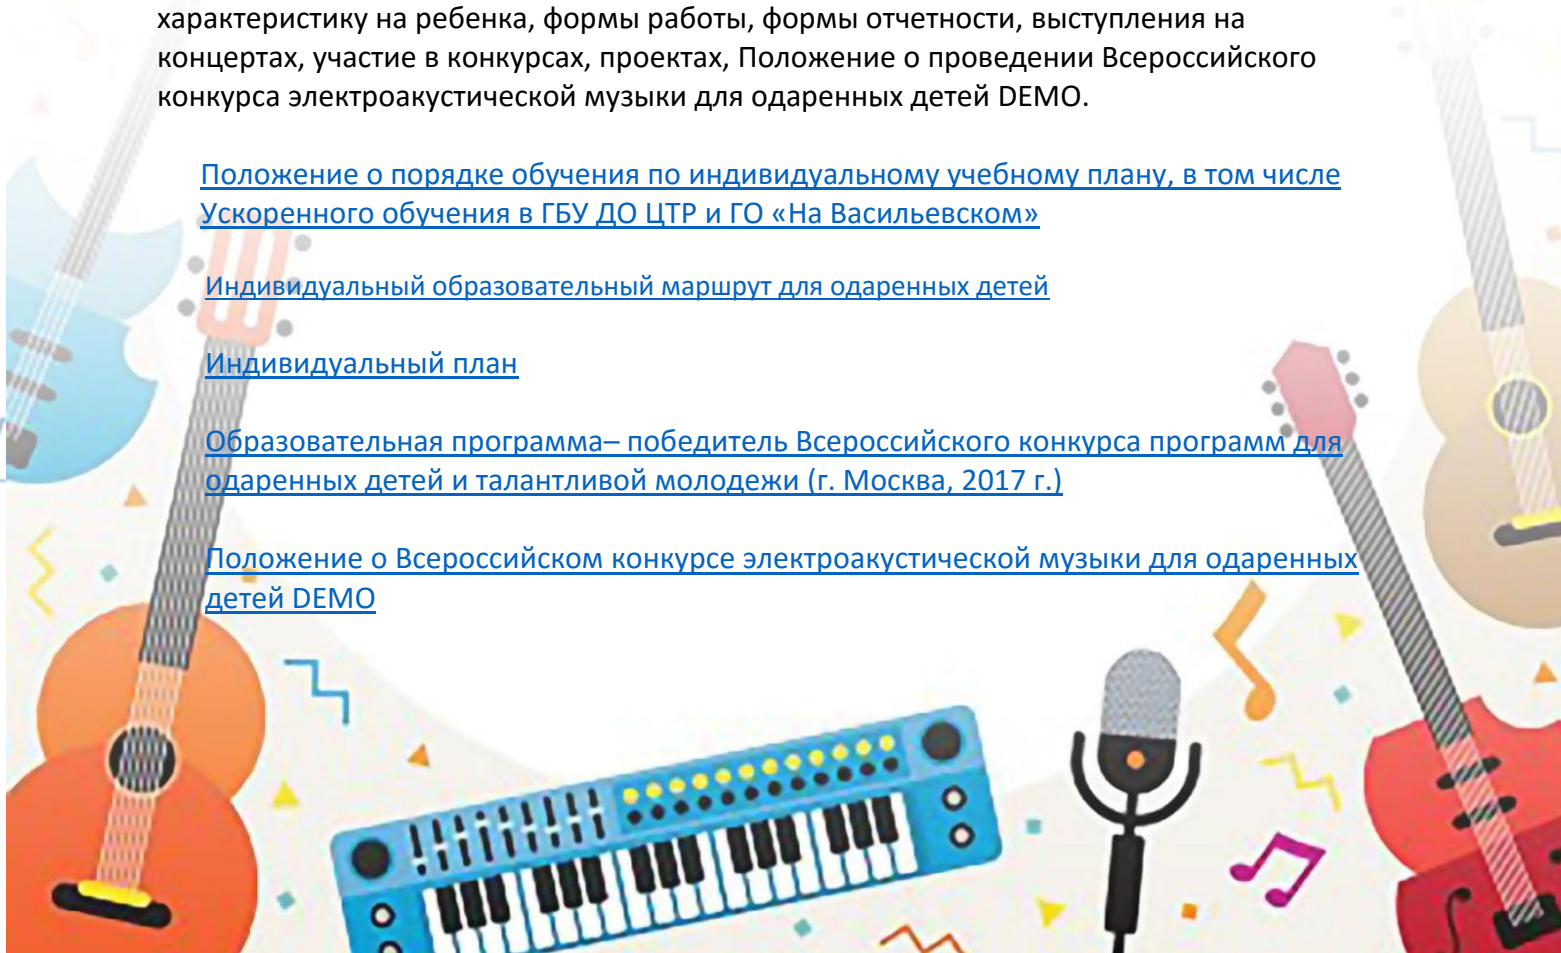 характеристику на ребенка, формы работы, формы отчетности, выступления на
концертах, участие в конкурсах, проектах, Положение о проведении Всероссийского
конкурса электроакустической музыки для одаренных детей DEMO.
Положение о порядке обучения по индивидуальному учебному плану, в том числе
Ускоренного обучения в ГБУ ДО ЦТР и ГО «На Васильевском»
Индивидуальный образовательный маршрут для одаренных детей
Индивидуальный план
Образовательная программа– победитель Всероссийского конкурса программ для
одаренных детей и талантливой молодежи (г. Москва, 2017 г.)
Положение о Всероссийском конкурсе электроакустической музыки для одаренных
детей DEMO